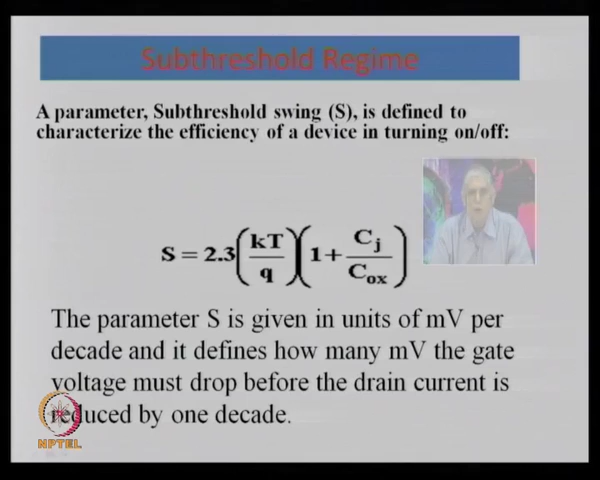 Subthreshold Regime
A parameter, Subthreshold swing (S), is defined to
characterize the efficiency of a device in turning on/off:
S = 2.3(kT/q)(1+Cj/Cox)
The parameter S is given in units of mV per
decade and it defines how many mV the gate
voltage must drop before the drain current is
reduced by one decade.
NPTEL